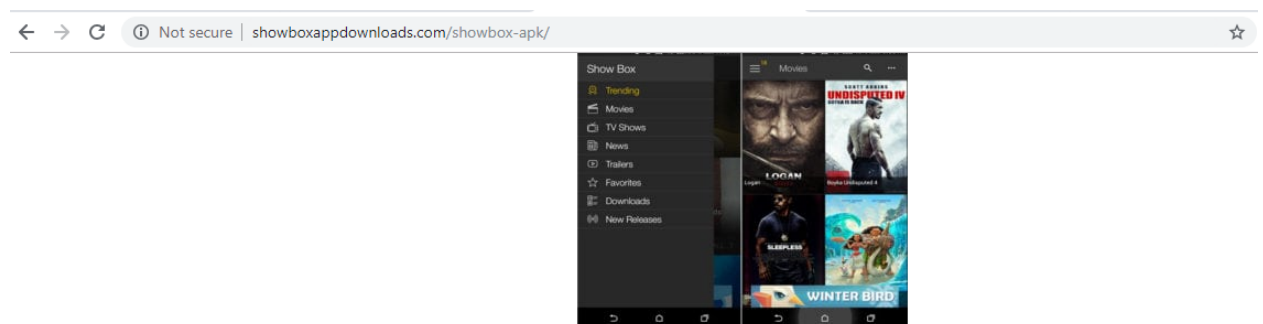 Not secure | showboxappdownloads.com/showbox-apk/
Show Box
Trending
Movies
TV Shows
News
Trailers
Favorites
Downloads
New Releases
Movies
SCOTT ADKINS
UNDISPUTED IV
LOGAN
Logan
Boyka Undisputed 4
SLEEPLESS
WINTER BIRD